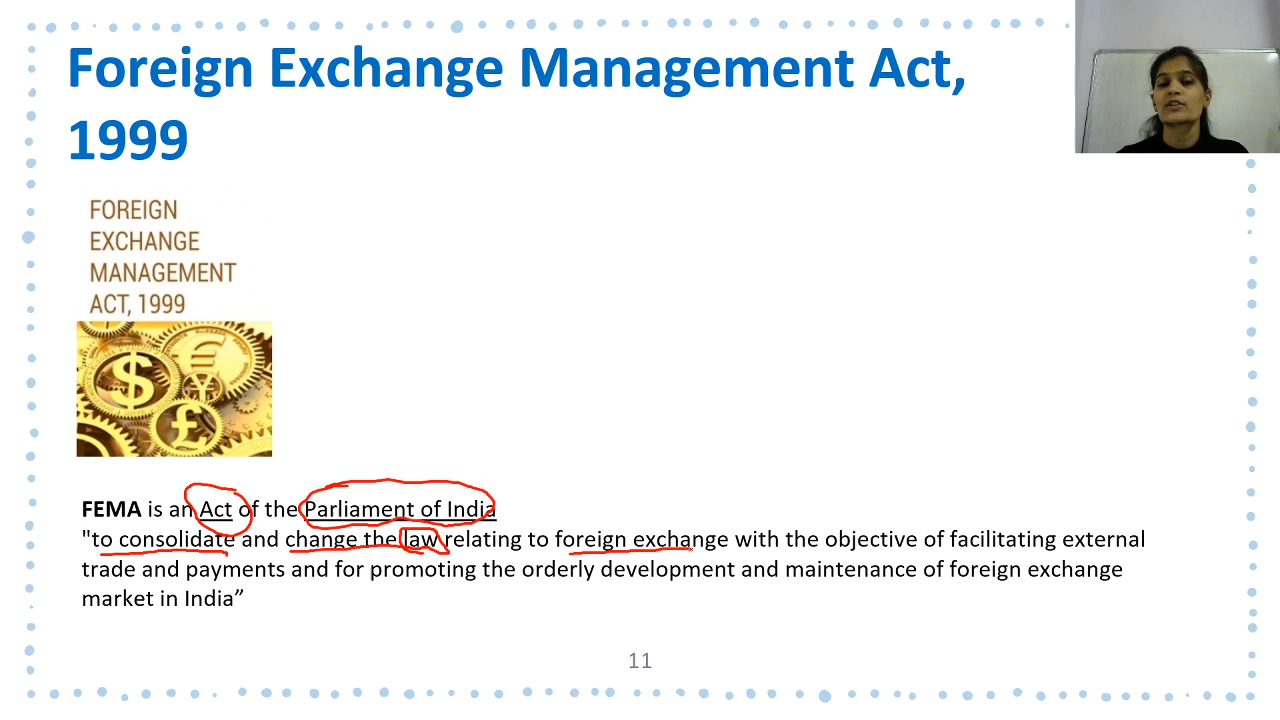 Foreign Exchange Management Act,
1999
FOREIGN
EXCHANGE
MANAGEMENT
ACT, 1999
$ € ¥ £
FEMA is an Act of the Parliament of India
"to consolidate and change the law relating to foreign exchange with the objective of facilitating external
trade and payments and for promoting the orderly development and maintenance of foreign exchange
market in India”
11